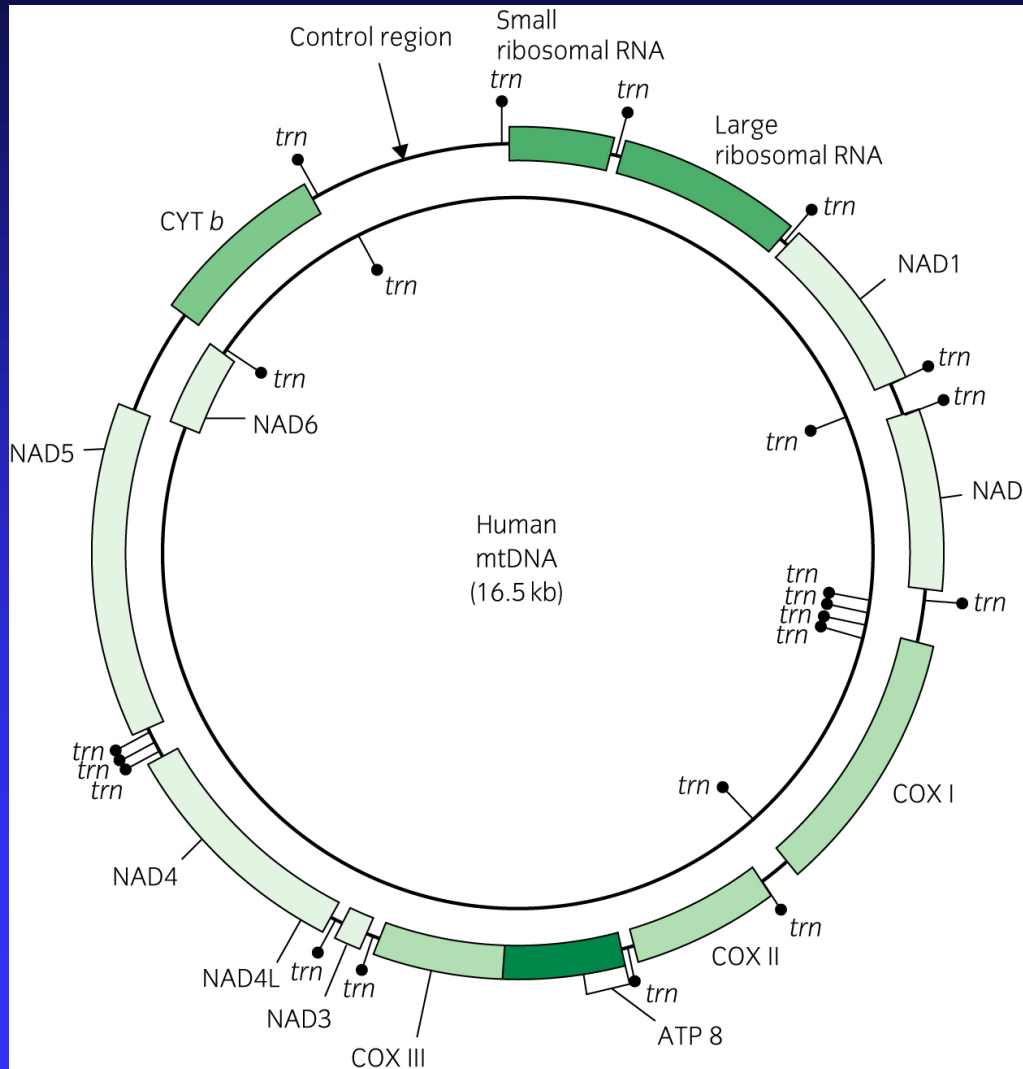 Control region
Small
ribosomal RNA
trn
trn
Large
ribosomal RNA
trn
trn
NAD1
trn
trn
NAD
trn
COX I
trn
COX II
trn
ATP 8
COX III
trn
NAD3
trn
NAD4L
NAD4
trn
trn
trn
NAD5
CYT b
trn
trn
NAD6
trn
trn
trn
trn
trn
trn
Human
mtDNA
(16.5 kb)
trn